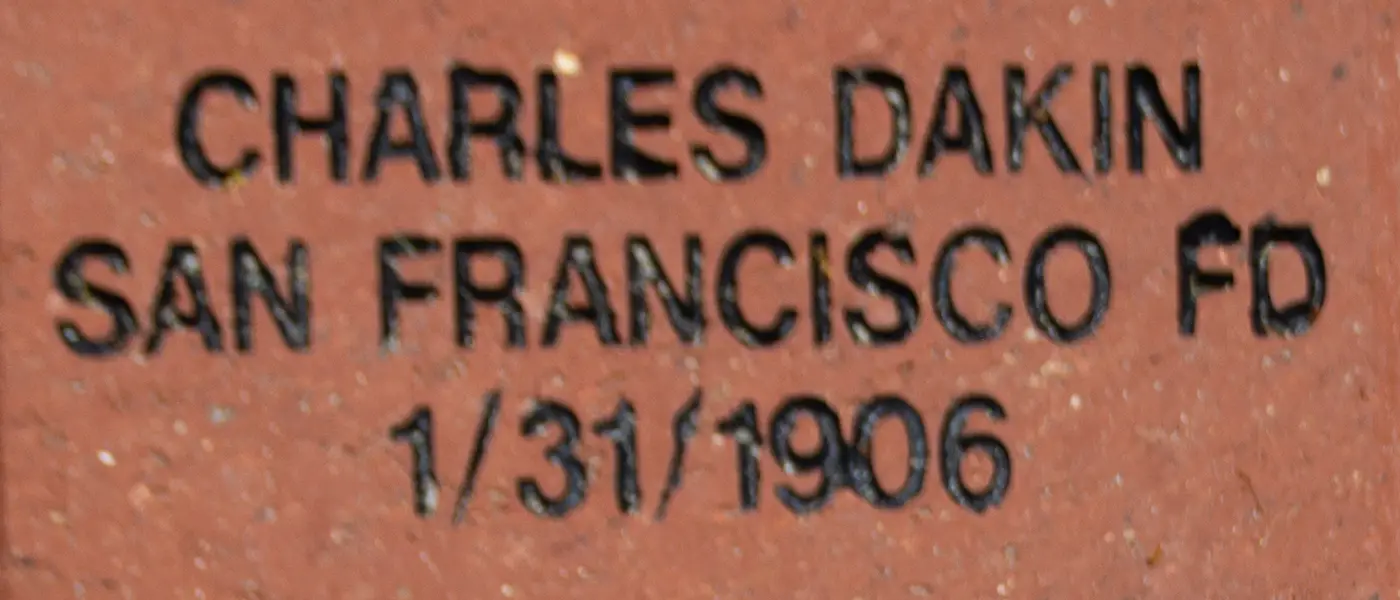 CHARLES DAKIN
SAN FRANCISCO FD
1/31/1906